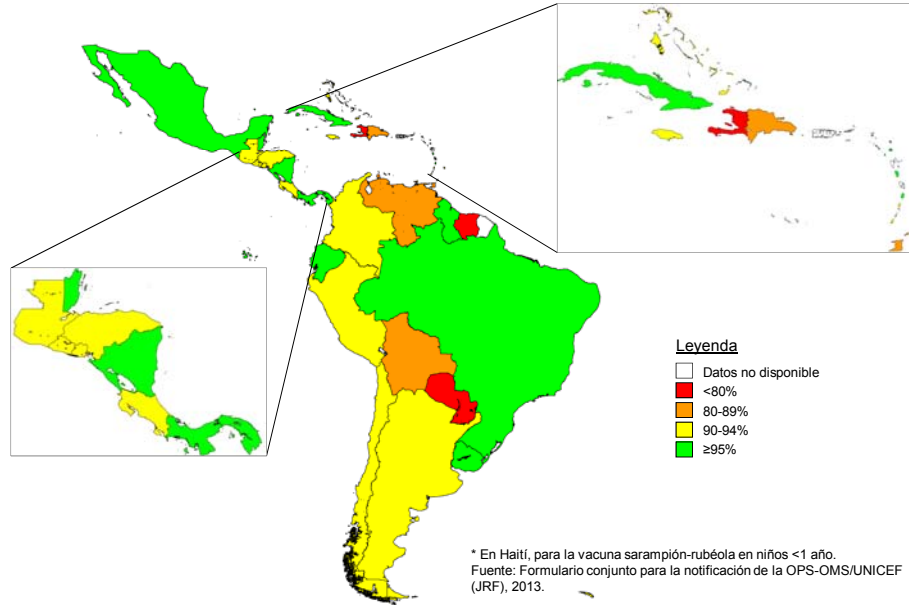 Leyenda
Datos no disponible
<80%
80-89%
90-94%
≥95%
* En Haití, para la vacuna sarampión-rubéola en niños <1 año.
Fuente: Formulario conjunto para la notificación de la OPS-OMS/UNICEF
(JRF), 2013.